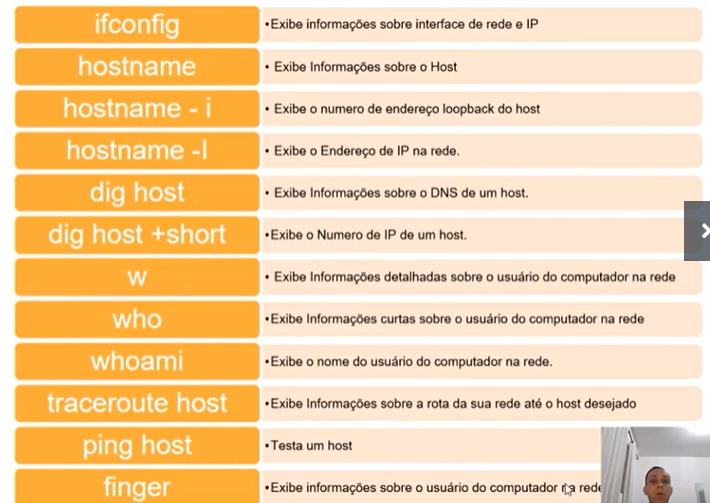 ifconfig
•Exibe informações sobre interface de rede e IP
hostname
• Exibe Informações sobre o Host
hostname - i
• Exibe o numero de endereço loopback do host
hostname -I
• Exibe o Endereço de IP na rede.
dig host
• Exibe Informações sobre o DNS de um host.
dig host +short
•Exibe o Numero de IP de um host.
w
• Exibe Informações detalhadas sobre o usuário do computador na rede
who
•Exibe Informações curtas sobre o usuário do computador na rede
whoami
•Exibe o nome do usuário do computador na rede.
traceroute host
•Exibe Informações sobre a rota da sua rede até o host desejado
ping host
•Testa um host
finger
•Exibe informações sobre o usuário do computador na rede